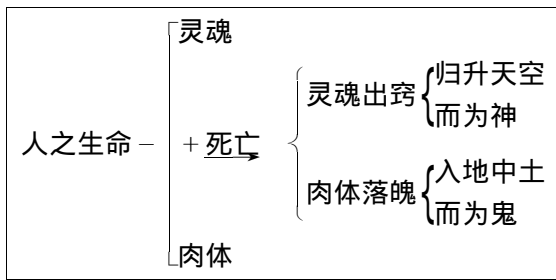 灵魂
归升天空
灵魂出窍
而为神
人之生命 - + 死亡
入地中土
肉体落魄
而为鬼
肉体